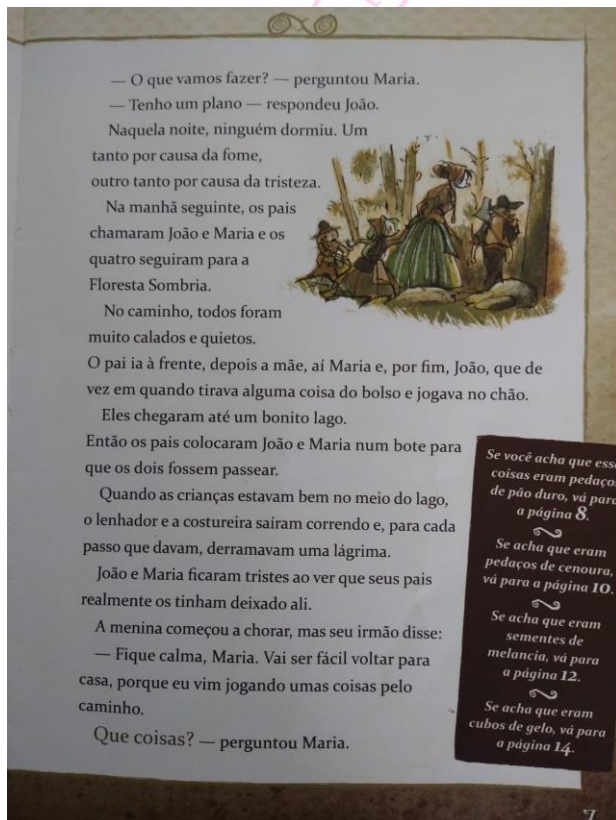 — O que vamos fazer? — perguntou Maria.
— Tenho um plano — respondeu João.
Naquela noite, ninguém dormiu. Um
tanto por causa da fome,
outro tanto por causa da tristeza.
Na manhã seguinte, os pais
chamaram João e Maria e os
quatro seguiram para a
Floresta Sombria.
No caminho, todos foram
muito calados e quietos.
O pai ia à frente, depois a mãe, aí Maria e, por fim, João, que de
vez em quando tirava alguma coisa do bolso e jogava no chão.
Eles chegaram até um bonito lago.
Então os pais colocaram João e Maria num bote para
que os dois fossem passear.
Quando as crianças estavam bem no meio do lago,
o lenhador e a costureira saíram correndo e, para cada
passo que davam, derramavam uma lágrima.
João e Maria ficaram tristes ao ver que seus pais
realmente os tinham deixado ali.
A menina começou a chorar, mas seu irmão disse:
— Fique calma, Maria. Vai ser fácil voltar para
casa, porque eu vim jogando umas coisas pelo
caminho.
Que coisas? — perguntou Maria.
Se você acha que essas
coisas eram pedaços
de pão duro, vá para
a página 8.
Se acha que eram
pedaços de cenoura,
vá para a página 10.
Se acha que eram
sementes de
melancia, vá para
a página 12.
Se acha que eram
cubos de gelo, vá para
a página 14.
7